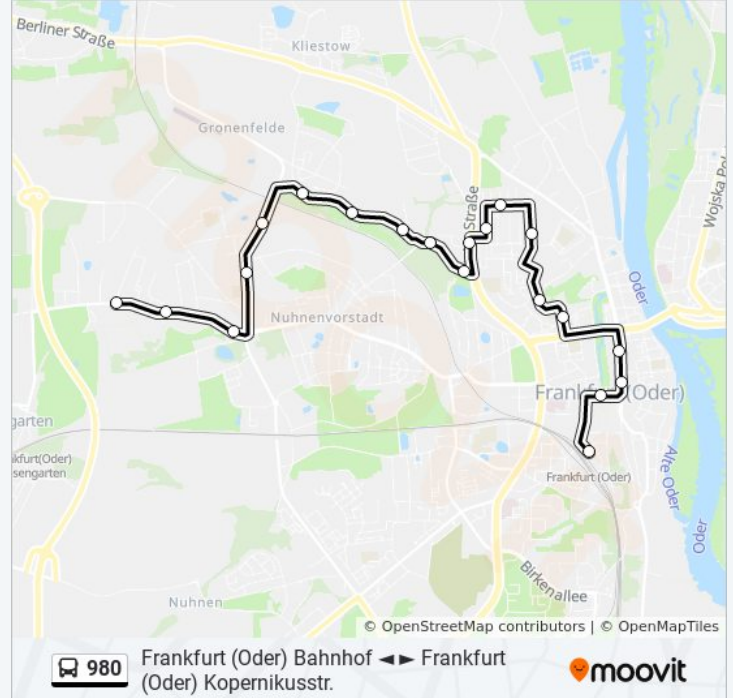 Berliner Straße
Kliestow
Gronenfelde
Straße
Wojska Pol
Oder
Nuhnenvorstadt
Frankfurt (Oder)
garten
kfurt(Oder)
sengarten
Frankfurt (Oder)
Alte Oder
Oder
Birkenallee
Nuhnen
© OpenStreetMap contributors | © OpenMapTiles
980
Frankfurt (Oder) Bahnhof ◄► Frankfurt
(Oder) Kopernikusstr.
moovit